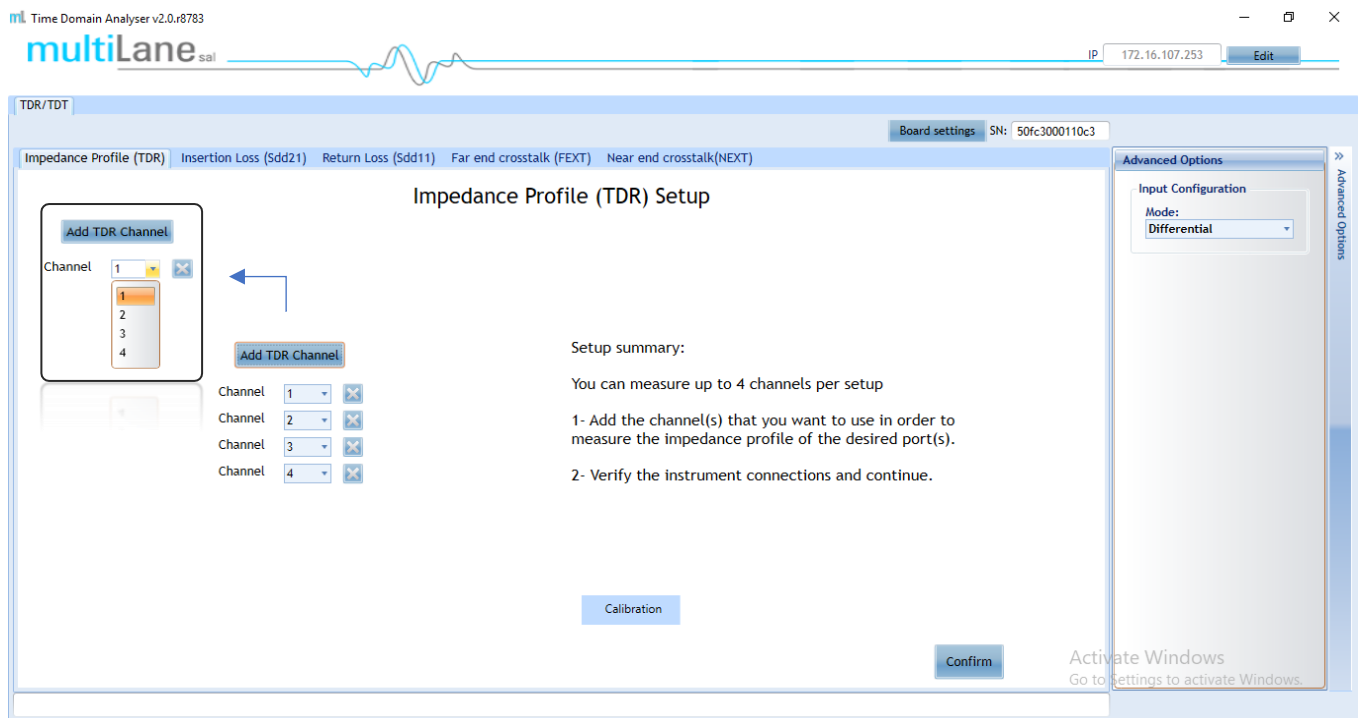 mL Time Domain Analyser v2.0.r8783
multiLane sal
IP 172.16.107.253 Edit
TDR/TDT
Board settings SN: 50fc3000110c3
Impedance Profile (TDR) Insertion Loss (Sdd21) Return Loss (Sdd11) Far end crosstalk (FEXT) Near end crosstalk(NEXT)
Impedance Profile (TDR) Setup
Add TDR Channel
Channel 1
1
2
3
4
Add TDR Channel
Channel 1
Channel 2
Channel 3
Channel 4
Setup summary:
You can measure up to 4 channels per setup
1- Add the channel(s) that you want to use in order to
measure the impedance profile of the desired port(s).
2- Verify the instrument connections and continue.
Calibration
Confirm
Advanced Options
Input Configuration
Mode:
Differential
» Advanced Options
Activate Windows
Go to Settings to activate Windows.